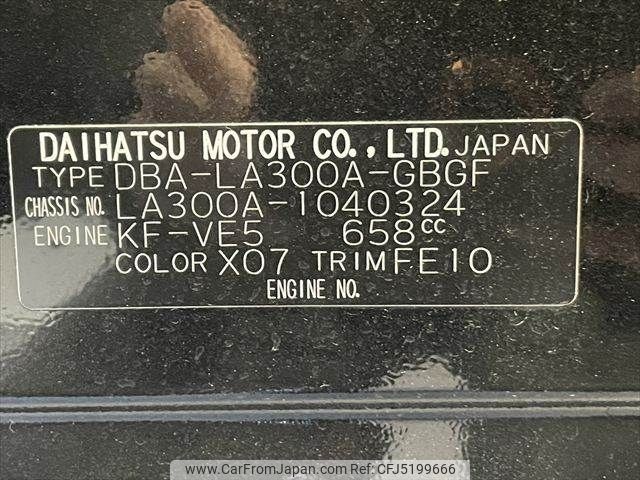 DAIHATSU MOTOR CO., LTD. JAPAN
TYPE DBA-LA300A-GBGF
CHASSIS NO. LA300A-1040324
ENGINE KF-VE5 658CC
COLOR X07 TRIM FE10
ENGINE NO.
www.CarFromJapan.com | CFJ5199666